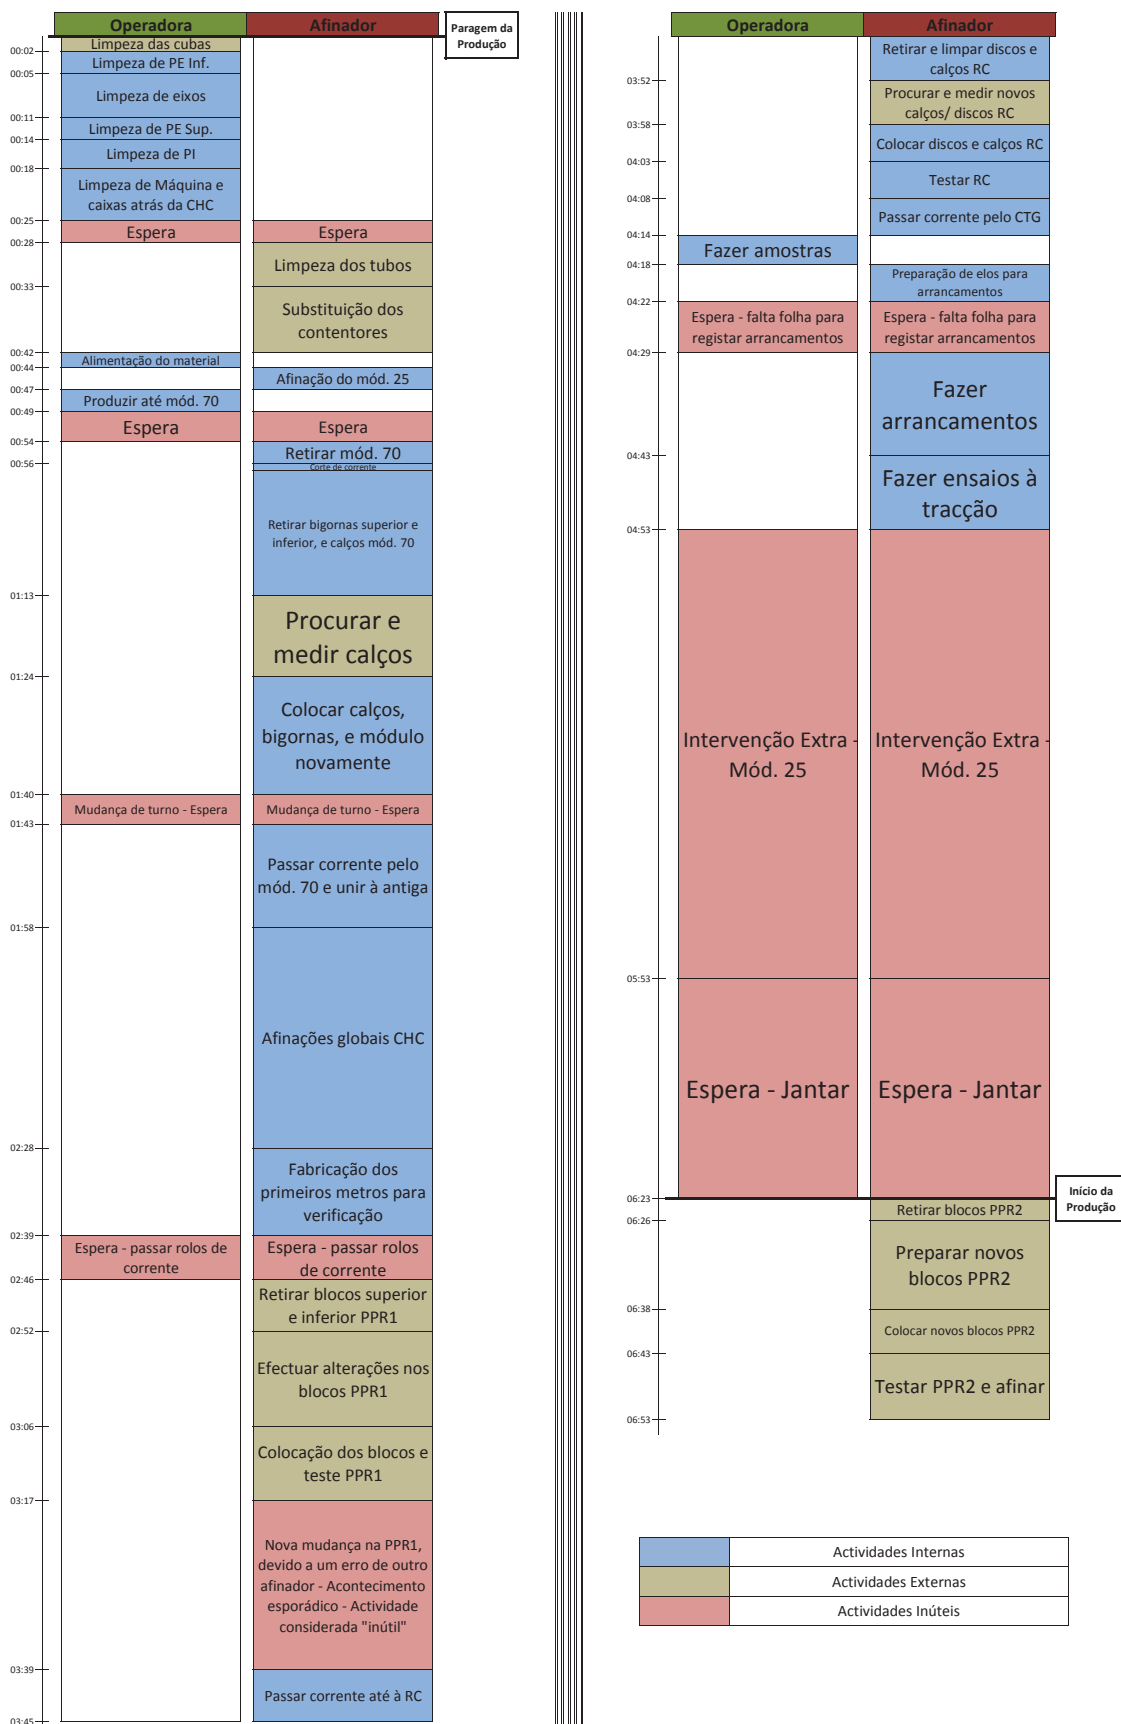 Operadora
Afinador
Paragem da
Produção
Limpeza das cubas
00:02
Limpeza de PE Inf.
00:05
Limpeza de eixos
00:11
Limpeza de PE Sup.
00:14
Limpeza de PI
00:18
Limpeza de Máquina e
caixas atrás da CHC
00:25
Espera
Espera
00:28
Limpeza dos tubos
00:33
Substituição dos
contentores
00:42
Alimentação do material
00:44
Afinação do mód. 25
00:47
Produzir até mód. 70
00:49
Espera
Espera
00:54
Retirar mód. 70
00:56
Corte de corrente
Retirar bigornas superior e
inferior, e calços mód. 70
01:13
Procurar e
medir calços
01:24
Colocar calços,
bigornas, e módulo
novamente
01:40
Mudança de turno - Espera
Mudança de turno - Espera
01:43
Passar corrente pelo
mód. 70 e unir à antiga
01:58
Afinações globais CHC
02:28
Fabricação dos
primeiros metros para
verificação
02:39
Espera - passar rolos de
corrente
Espera - passar rolos
de corrente
02:46
Retirar blocos superior
e inferior PPR1
02:52
Efectuar alterações nos
blocos PPR1
03:06
Colocação dos blocos e
teste PPR1
03:17
Nova mudança na PPR1,
devido a um erro de outro
afinador - Acontecimento
esporádico - Actividade
considerada "inútil"
03:39
Passar corrente até à RC
03:45
Operadora
Afinador
Retirar e limpar discos e
calços RC
03:52
Procurar e medir novos
calços/ discos RC
03:58
Colocar discos e calços RC
04:03
Testar RC
04:08
Passar corrente pelo CTG
04:14
Fazer amostras
04:18
Preparação de elos para
arrancamentos
04:22
Espera - falta folha para
registar arrancamentos
Espera - falta folha para
registar arrancamentos
04:29
Fazer
arrancamentos
04:43
Fazer ensaios à
tracção
04:53
Intervenção Extra -
Mód. 25
Intervenção Extra -
Mód. 25
05:53
Espera - Jantar
Espera - Jantar
06:23
Início da
Produção
Retirar blocos PPR2
06:26
Preparar novos
blocos PPR2
06:38
Colocar novos blocos PPR2
06:43
Testar PPR2 e afinar
06:53
Actividades Internas
Actividades Externas
Actividades Inúteis